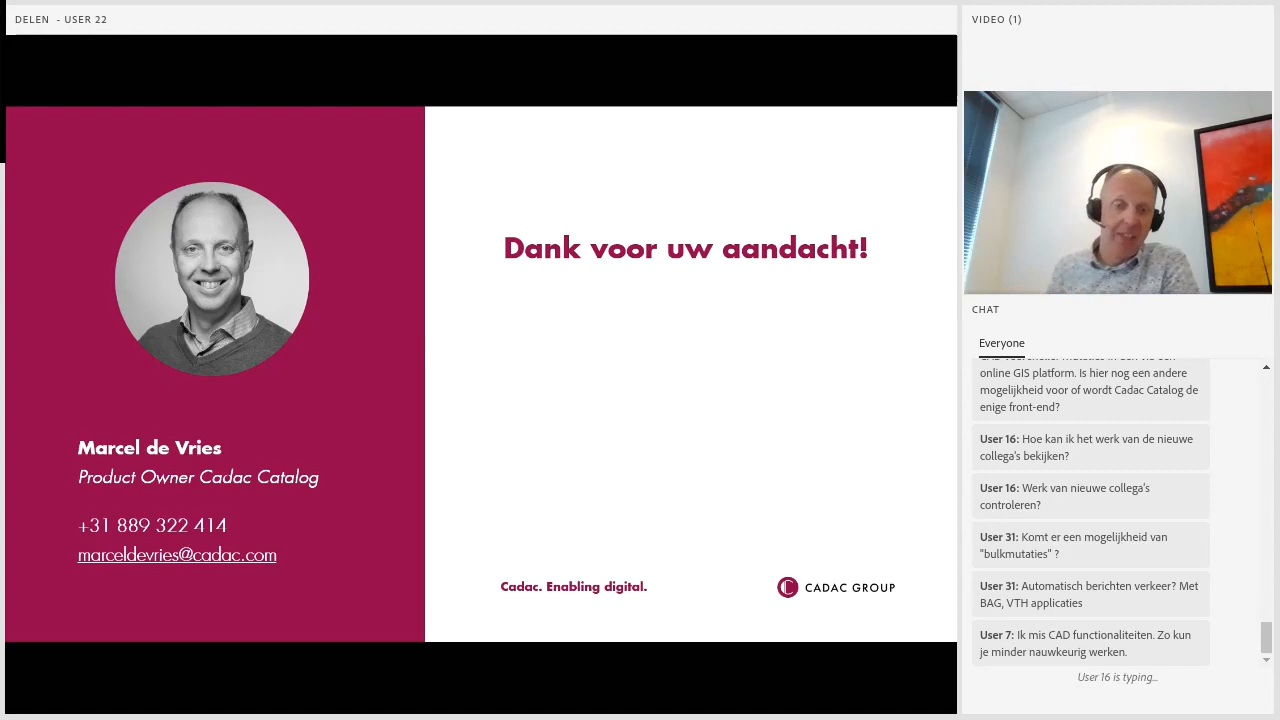 DELEN - USER 22
VIDEO (1)
Dank voor uw aandacht!
Marcel de Vries
Product Owner Cadac Catalog
+31 889 322 414
marceldevries@cadac.com
Cadac. Enabling digital.
CADAC GROUP
CHAT
Everyone
online GIS platform. Is hier nog een andere
mogelijkheid voor of wordt Cadac Catalog de
enige front-end?
User 16: Hoe kan ik het werk van de nieuwe
collega's bekijken?
User 16: Werk van nieuwe collega's
controleren?
User 31: Komt er een mogelijkheid van
"bulkmutaties" ?
User 31: Automatisch berichten verkeer? Met
BAG, VTH applicaties
User 7: Ik mis CAD functionaliteiten. Zo kun
je minder nauwkeurig werken.
User 16 is typing...